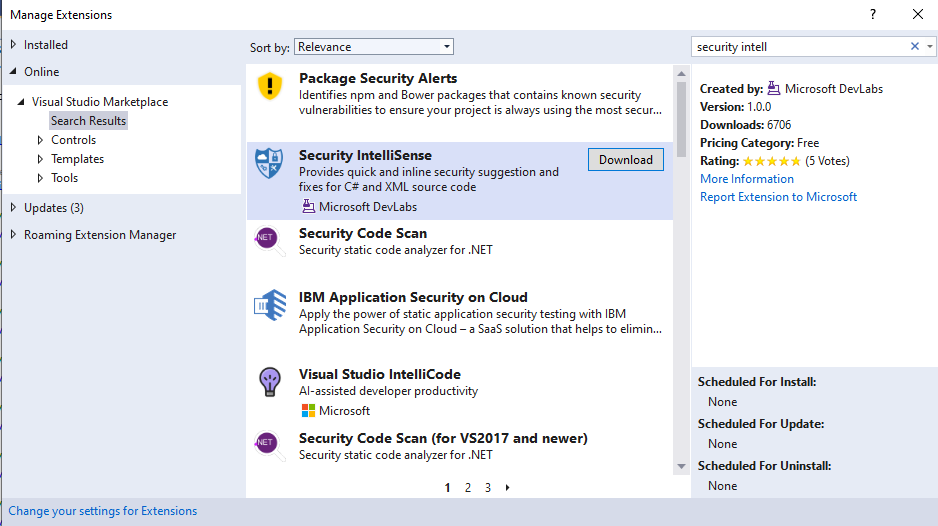 Manage Extensions
?
Installed
Online
Visual Studio Marketplace
Search Results
Controls
Templates
Tools
Updates (3)
Roaming Extension Manager
Sort by: Relevance
Package Security Alerts
Identifies npm and Bower packages that contains known security
vulnerabilities to ensure your project is always using the most secur...
Security IntelliSense
Download
Provides quick and inline security suggestion and
fixes for C# and XML source code
Microsoft DevLabs
.NET
Security Code Scan
Security static code analyzer for .NET
IBM Application Security on Cloud
Apply the power of static application security testing with IBM
Application Security on Cloud – a SaaS solution that helps to elimin...
Visual Studio IntelliCode
AI-assisted developer productivity
Microsoft
.NET
Security Code Scan (for VS2017 and newer)
Security static code analyzer for .NET
1 2 3
security intell
Created by: Microsoft DevLabs
Version: 1.0.0
Downloads: 6706
Pricing Category: Free
Rating: (5 Votes)
More Information
Report Extension to Microsoft
Scheduled For Install:
None
Scheduled For Update:
None
Scheduled For Uninstall:
None
Change your settings for Extensions